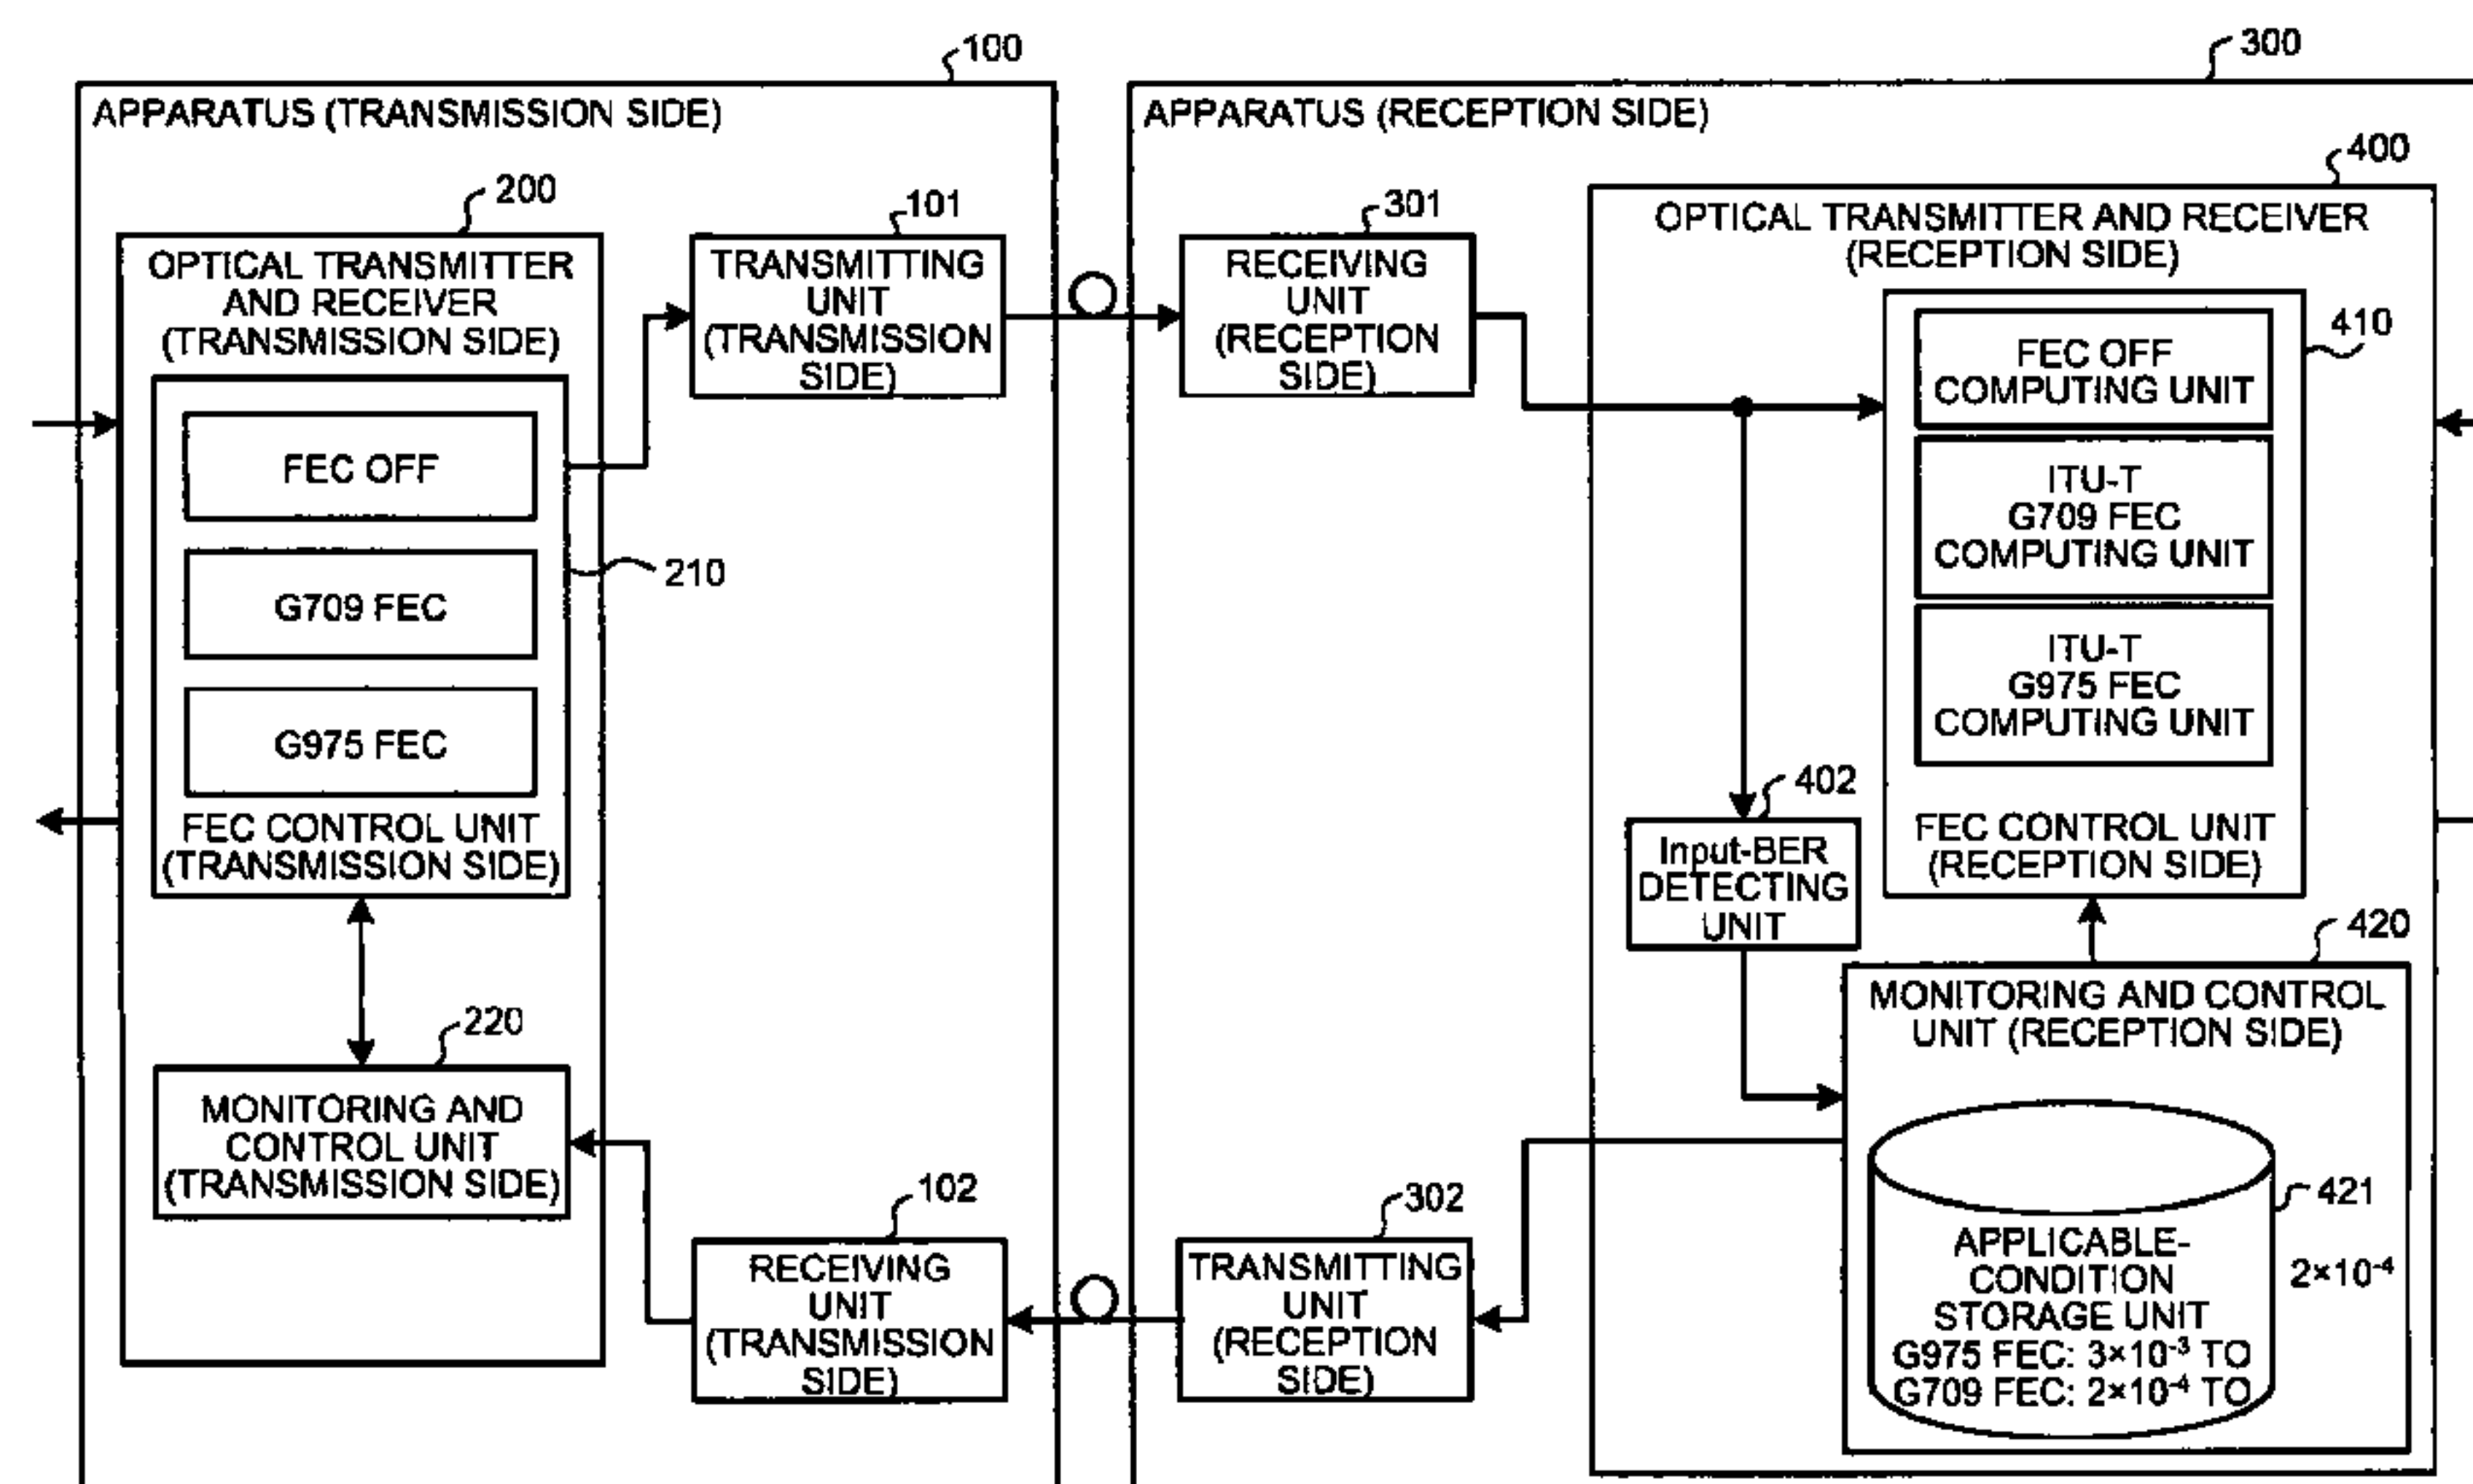 100
300
APPARATUS (TRANSMISSION SIDE)
APPARATUS (RECEPTION SIDE)
200
OPTICAL TRANSMITTER
AND RECEIVER
(TRANSMISSION SIDE)
FEC OFF
G709 FEC
G975 FEC
FEC CONTROL UNIT
(TRANSMISSION SIDE)
210
220
MONITORING AND
CONTROL UNIT
(TRANSMISSION SIDE)
101
TRANSMITTING
UNIT
(TRANSMISSION
SIDE)
102
RECEIVING
UNIT
(TRANSMISSION
SIDE)
301
RECEIVING
UNIT
(RECEPTION
SIDE)
302
TRANSMITTING
UNIT
(RECEPTION
SIDE)
400
OPTICAL TRANSMITTER AND RECEIVER
(RECEPTION SIDE)
410
FEC OFF
COMPUTING UNIT
ITU-T
G709 FEC
COMPUTING UNIT
ITU-T
G975 FEC
COMPUTING UNIT
FEC CONTROL UNIT
(RECEPTION SIDE)
402
Input-BER
DETECTING
UNIT
420
MONITORING AND CONTROL
UNIT (RECEPTION SIDE)
421
APPLICABLE-
CONDITION
STORAGE UNIT
G975 FEC: 3×10⁻³ TO
G709 FEC: 2×10⁻⁴ TO
2×10⁻⁴